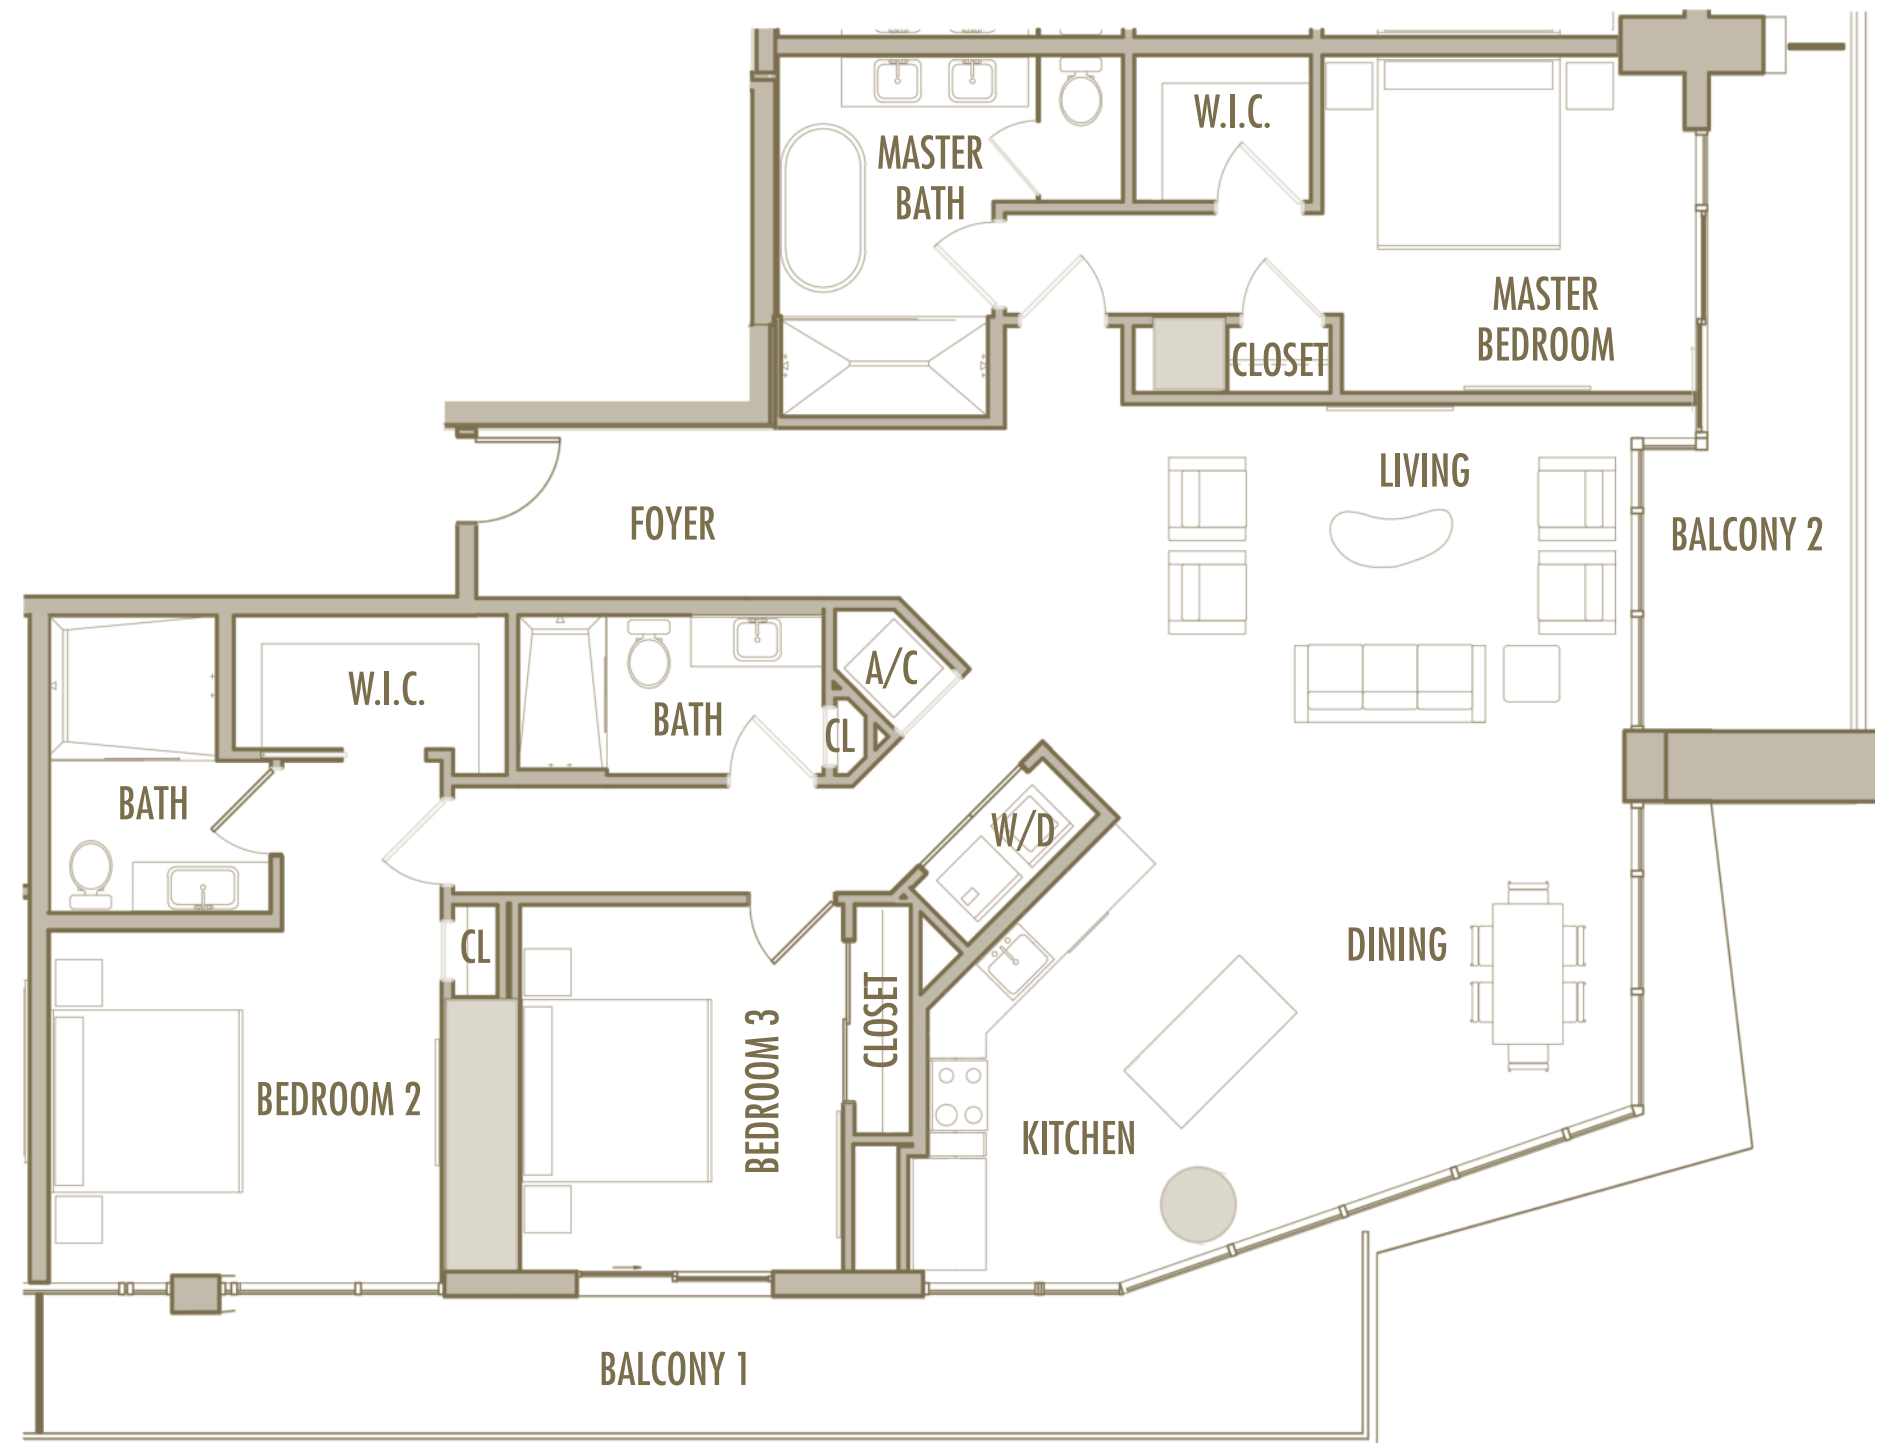 W.I.C.
MASTER
BATH
MASTER
BEDROOM
CLOSET
LIVING
FOYER
BALCONY 2
A/C
W.I.C.
BATH
CL
BATH
W/D
DINING
CL
CLOSET
BEDROOM 3
BEDROOM 2
KITCHEN
BALCONY 1